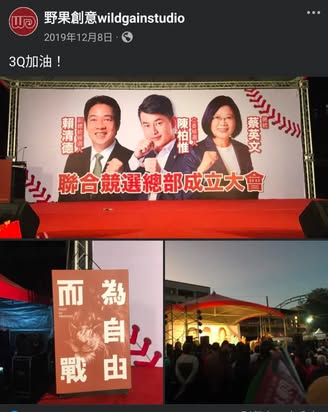 野果創意wildgainstudio
2019年12月8日
3Q加油！
賴清德
陳柏惟
蔡英文
聯合競選總部成立大會
為自由
而戰